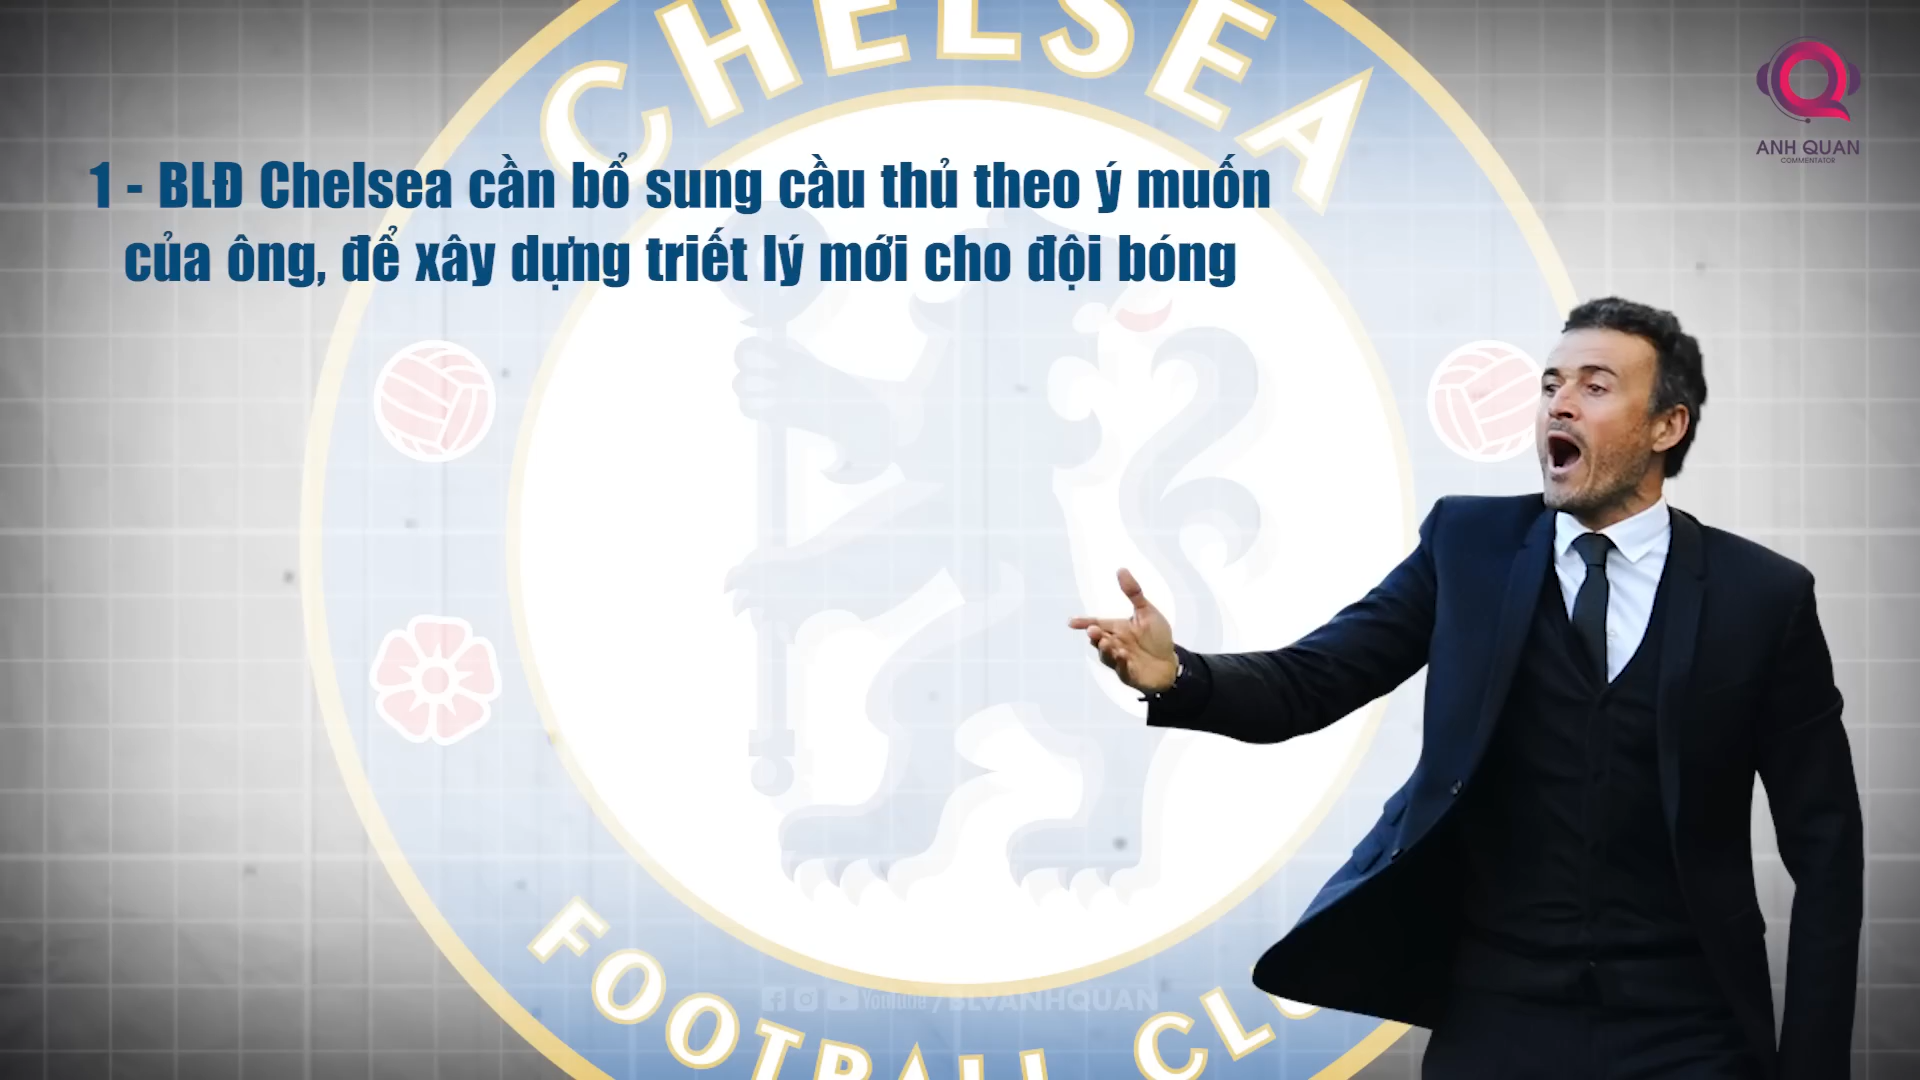 CHELSEA
ANH QUAN
COMMENTATOR
1 - BLĐ Chelsea cần bổ sung cầu thủ theo ý muốn
của ông, để xây dựng triết lý mới cho đội bóng
Youtube / BLVANHQUAN
FOOTBALL CLU